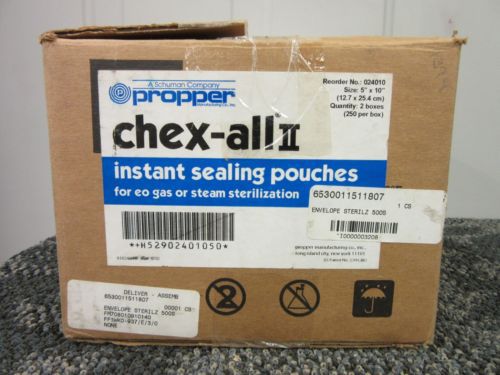 A Schuman Company
propper
Manufacturing Co., Inc.
Reorder No.: 024010
Size: 5" x 10"
(12.7 x 25.4 cm)
Quantity: 2 boxes
(250 per box)
chex-all II
instant sealing pouches
for eo gas or steam sterilization
*+H52902401050*
6530011511807
1 CS
ENVELOPE STERILZ 500S
propper manufacturing co., inc.
long island city, new york 11101
DELIVER - ASSEMB
6530011511807
00001 CS
ENVELOPE STERILZ 500S
NONE